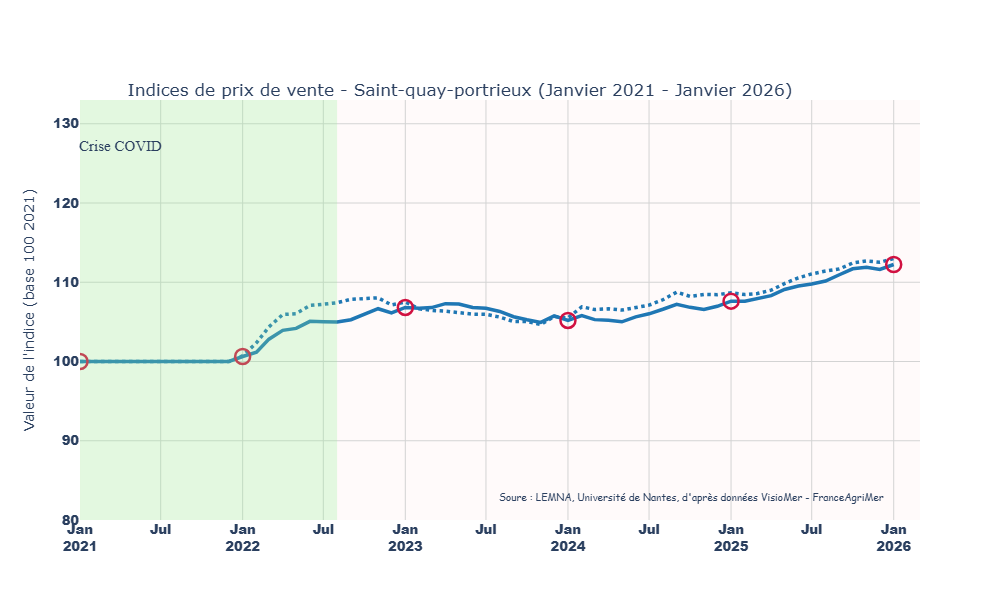 Indices de prix de vente - Saint-quay-portrieux (Janvier 2021 - Janvier 2026)
Valeur de l'indice (base 100 2021)
130
120
110
100
90
80
Crise COVID
Soure : LEMNA, Université de Nantes, d'après données VisioMer - FranceAgriMer
Jan Jul Jan Jul Jan Jul Jan Jul Jan Jul Jan
2021 2022 2023 2024 2025 2026